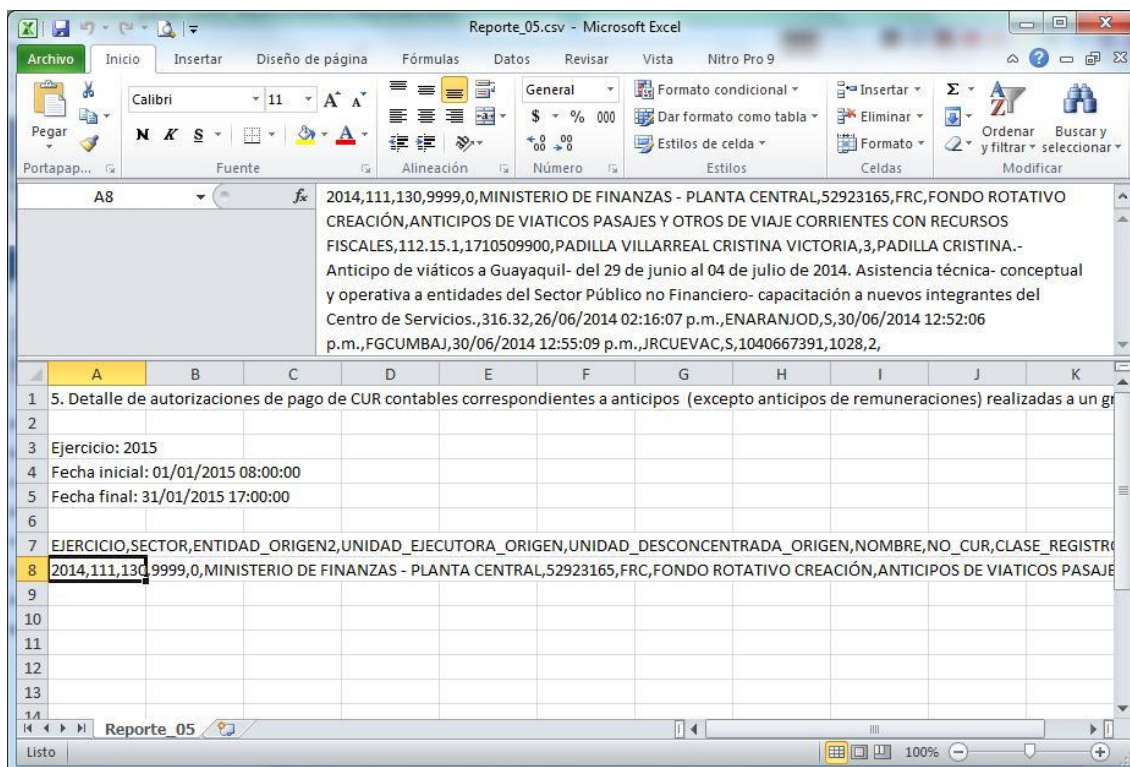 Reporte_05.csv - Microsoft Excel
Archivo Inicio Insertar Diseño de página Fórmulas Datos Revisar Vista Nitro Pro 9
Pegar
Portapap...
Calibri 11
N K S
Fuente
Alineación
General
$ % 000
Número
Formato condicional
Dar formato como tabla
Estilos de celda
Estilos
Insertar
Eliminar
Formato
Celdas
Ordenar y filtrar
Buscar y seleccionar
Modificar
A8
fx
2014,111,130,9999,0,MINISTERIO DE FINANZAS - PLANTA CENTRAL,52923165,FRC,FONDO ROTATIVO
CREACIÓN,ANTICIPOS DE VIATICOS PASAJES Y OTROS DE VIAJE CORRIENTES CON RECURSOS
FISCALES,112.15.1,1710509900,PADILLA VILLARREAL CRISTINA VICTORIA,3,PADILLA CRISTINA.-
Anticipo de viáticos a Guayaquil- del 29 de junio al 04 de julio de 2014. Asistencia técnica- conceptual
y operativa a entidades del Sector Público no Financiero- capacitación a nuevos integrantes del
Centro de Servicios.,316.32,26/06/2014 02:16:07 p.m.,ENARANJOD,S,30/06/2014 12:52:06
p.m.,FGCUMBAJ,30/06/2014 12:55:09 p.m.,JRCUEVAC,S,1040667391,1028,2,
A B C D E F G H I J K
1 5. Detalle de autorizaciones de pago de CUR contables correspondientes a anticipos (excepto anticipos de remuneraciones) realizadas a un gr
2
3 Ejercicio: 2015
4 Fecha inicial: 01/01/2015 08:00:00
5 Fecha final: 31/01/2015 17:00:00
6
7 EJERCICIO,SECTOR,ENTIDAD_ORIGEN2,UNIDAD_EJECUTORA_ORIGEN,UNIDAD_DESCONCENTRADA_ORIGEN,NOMBRE,NO_CUR,CLASE_REGISTRO
8 2014,111,130,9999,0,MINISTERIO DE FINANZAS - PLANTA CENTRAL,52923165,FRC,FONDO ROTATIVO CREACIÓN,ANTICIPOS DE VIATICOS PASAJE
9
10
11
12
13
14
Reporte_05
Listo
100%